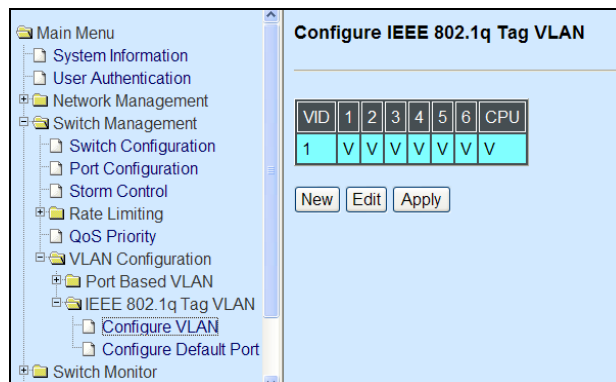 Main Menu
System Information
User Authentication
Network Management
Switch Management
Switch Configuration
Port Configuration
Storm Control
Rate Limiting
QoS Priority
VLAN Configuration
Port Based VLAN
IEEE 802.1q Tag VLAN
Configure VLAN
Configure Default Port
Switch Monitor
Configure IEEE 802.1q Tag VLAN
VID 1 2 3 4 5 6 CPU
1 V V V V V V V
New Edit Apply